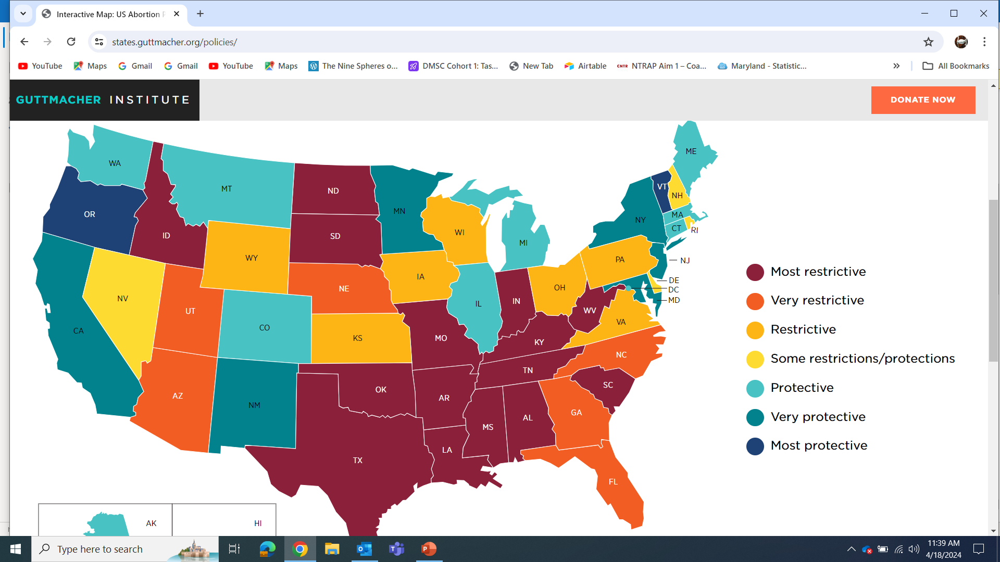 Interactive Map: US Abortion P
states.guttmacher.org/policies/
YouTube Maps Gmail Gmail YouTube Maps The Nine Spheres o... DMSC Cohort 1: Tas... New Tab Airtable CNTR NTRAP Aim 1 – Coa... Maryland - Statistic... » All Bookmarks
GUTTMACHER INSTITUTE
DONATE NOW
ME
WA
VT
MT
ND
NH
MN
OR
MA
NY
CT
RI
WI
ID
SD
MI
WY
PA
NJ
Most restrictive
IA
DE
OH
NE
DC
NV
Very restrictive
IN
MD
IL
UT
WV
VA
CO
Restrictive
CA
KS
MO
KY
NC
Some restrictions/protections
TN
SC
Protective
OK
AZ
AR
NM
GA
Very protective
AL
MS
Most protective
LA
TX
FL
AK
HI
Type here to search
11:39 AM
4/18/2024